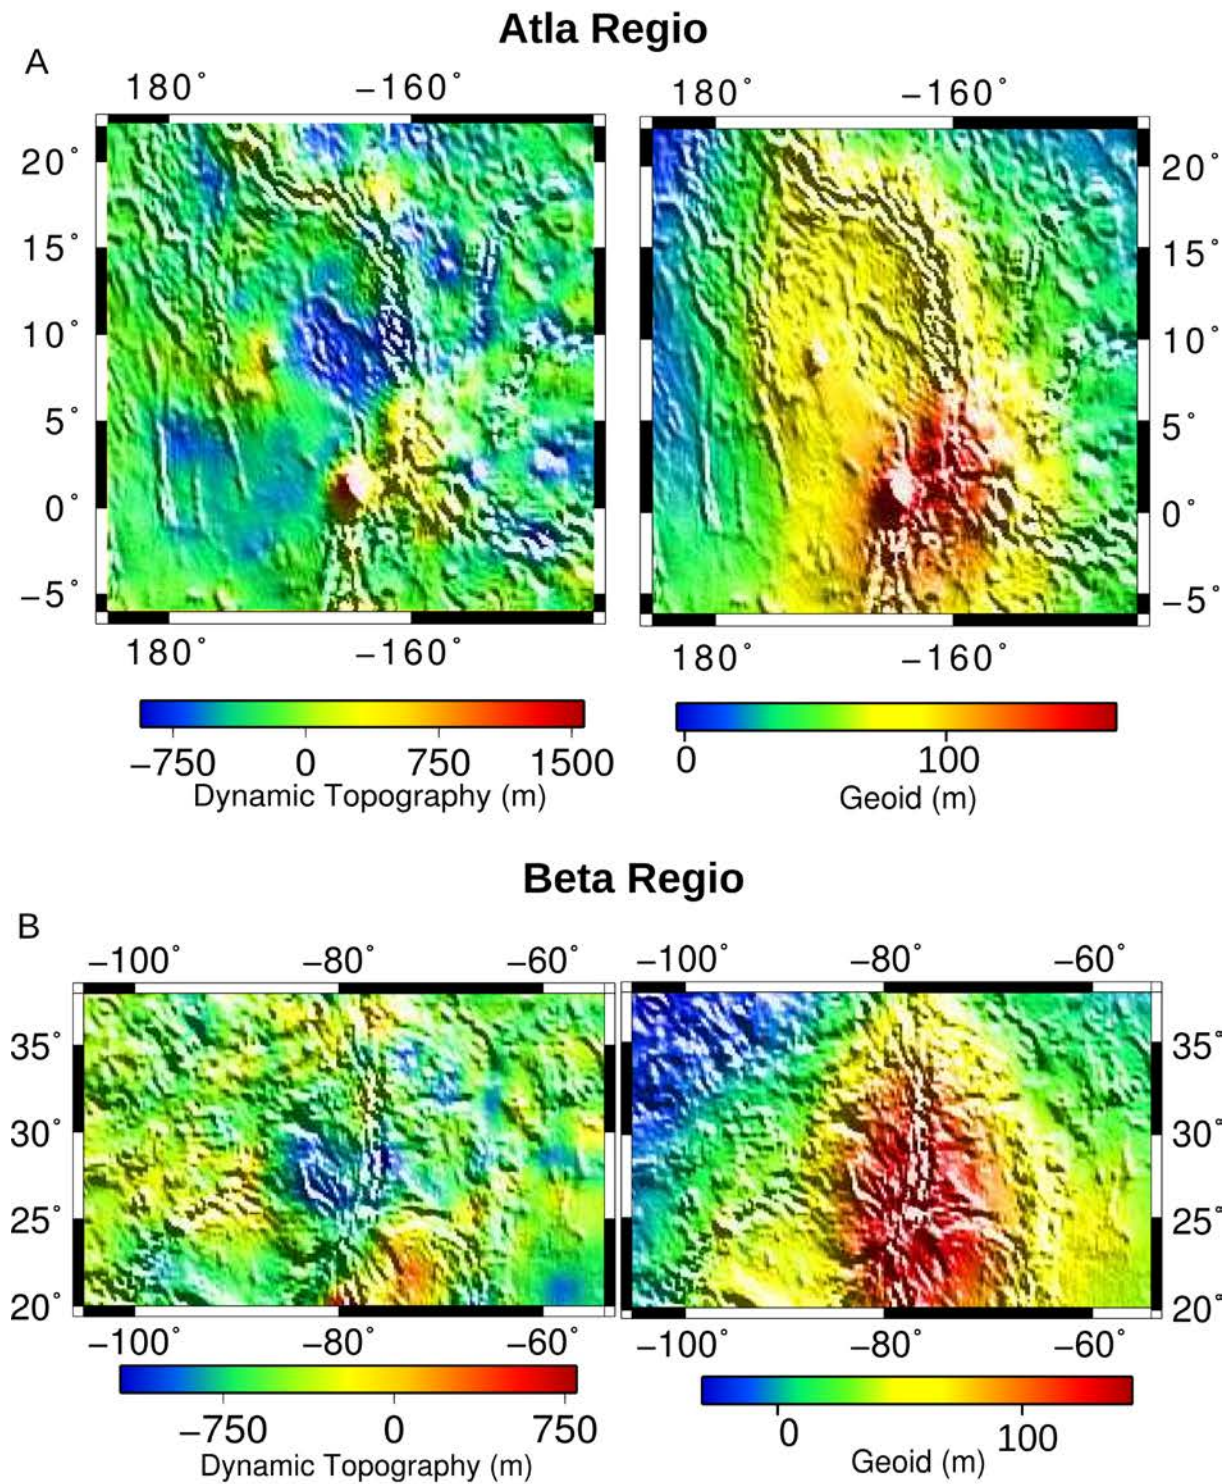 Atla Regio
A
180° −160° 180° −160°
20° 20°
15° 15°
10° 10°
5° 5°
0° 0°
−5° −5°
180° −160° 180° −160°
−750 0 750 1500 0 100
Dynamic Topography (m) Geoid (m)
Beta Regio
B
−100° −80° −60° −100° −80° −60°
35° 35°
30° 30°
25° 25°
20° 20°
−100° −80° −60° −100° −80° −60°
−750 0 750 0 100
Dynamic Topography (m) Geoid (m)